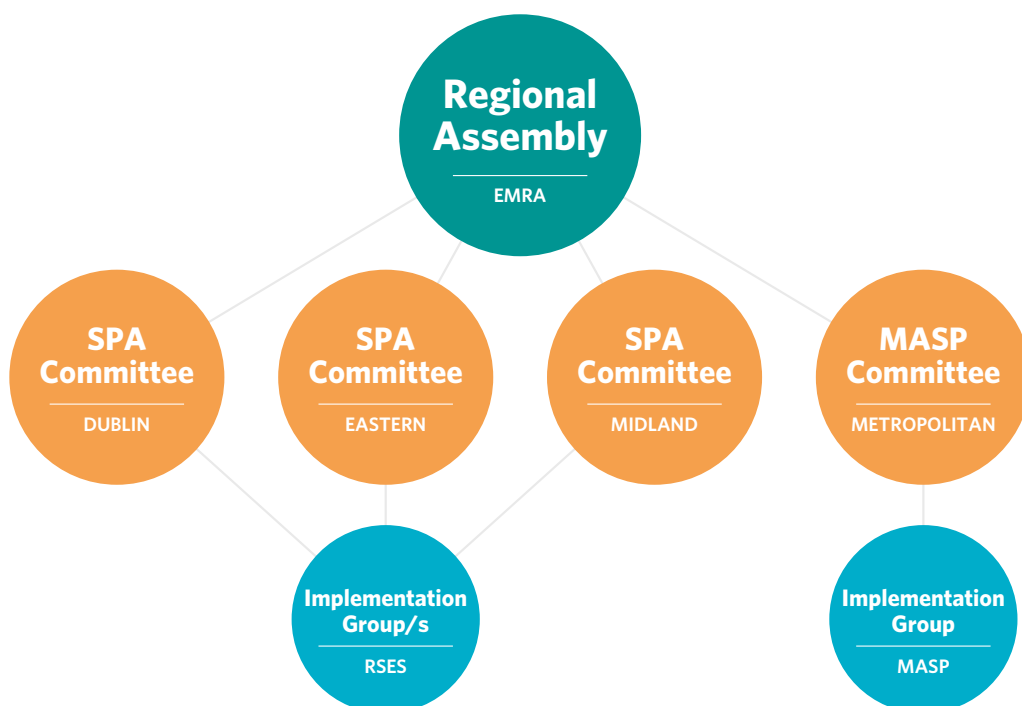 Regional
Assembly
EMRA
SPA
Committee
DUBLIN
SPA
Committee
EASTERN
SPA
Committee
MIDLAND
MASP
Committee
METROPOLITAN
Implementation
Group/s
RSES
Implementation
Group
MASP